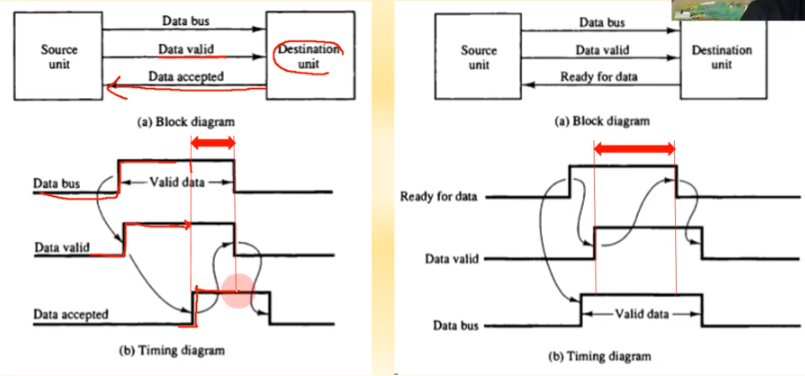 Data bus
Source unit
Data valid
Destination unit
Data accepted
(a) Block diagram
Data bus
Valid data
Data valid
Data accepted
(b) Timing diagram
Data bus
Source unit
Data valid
Destination unit
Ready for data
(a) Block diagram
Ready for data
Data valid
Valid data
Data bus
(b) Timing diagram